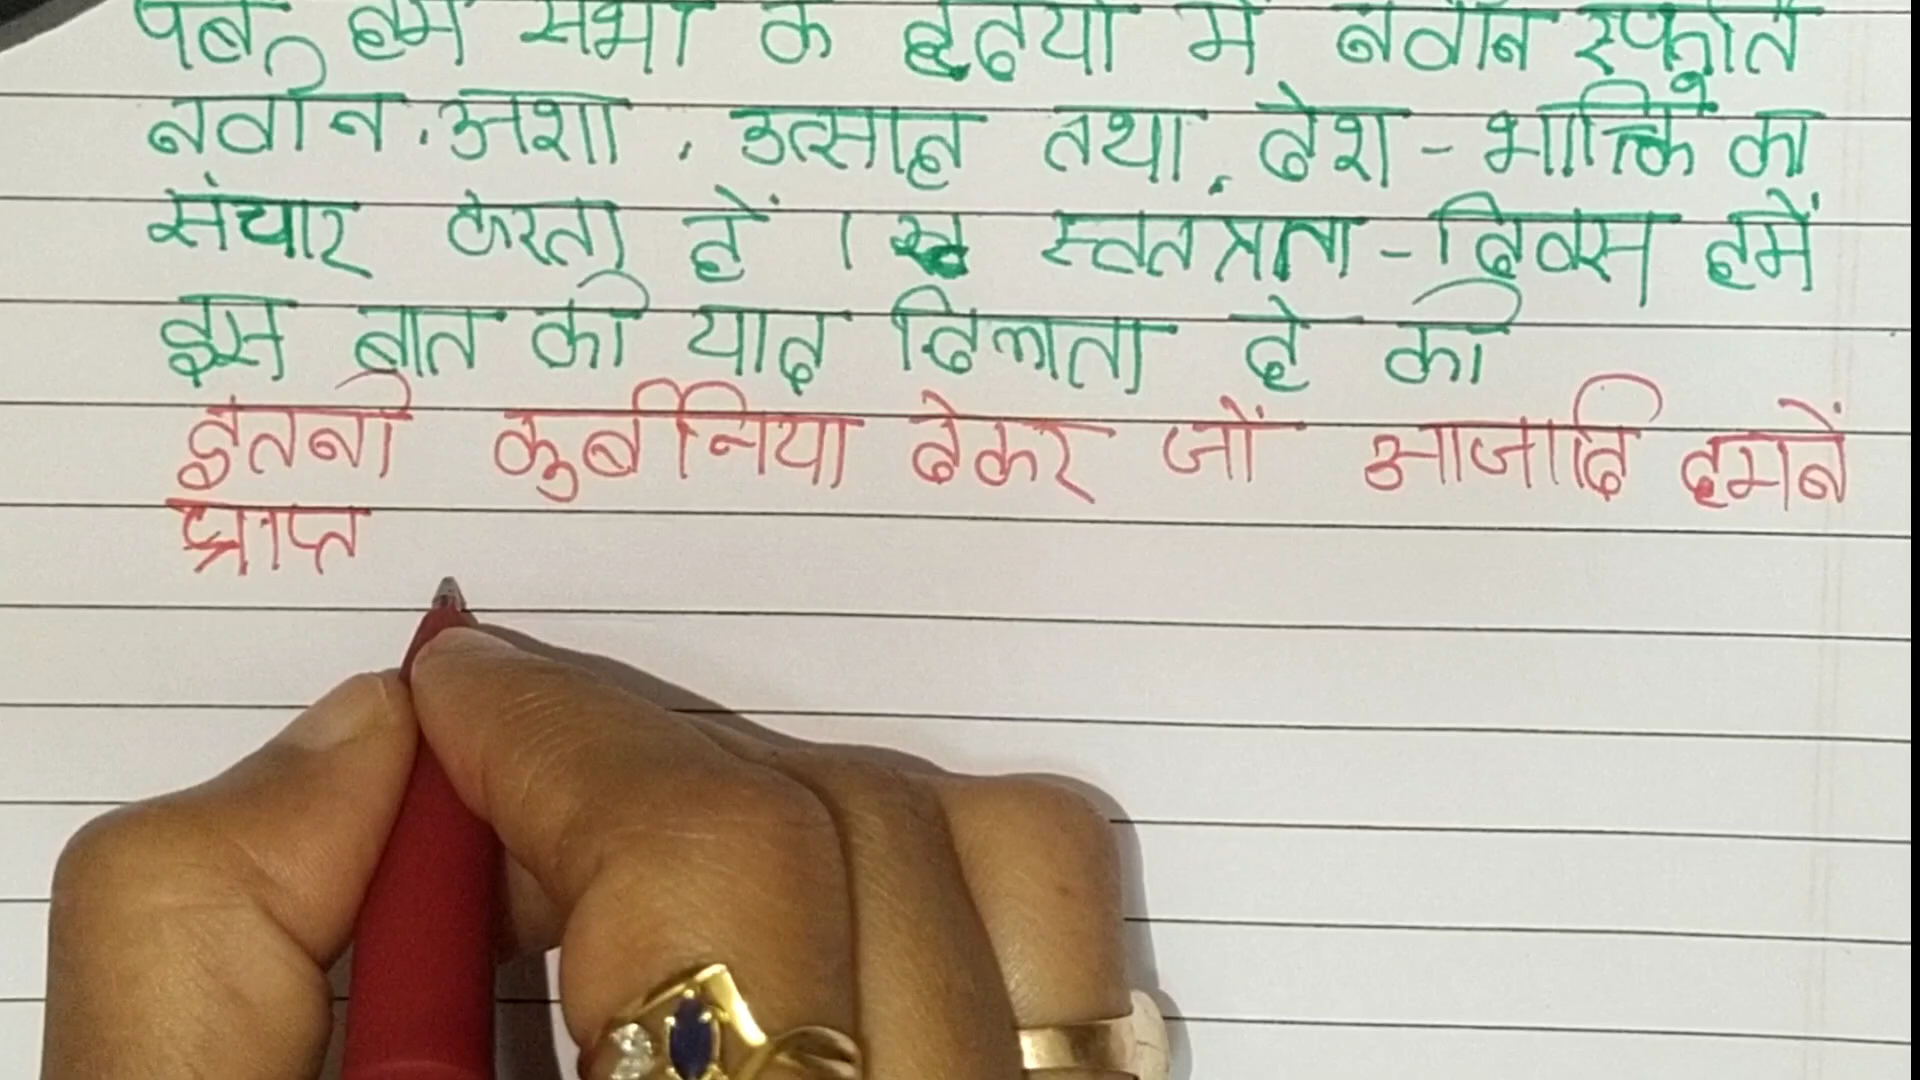 पर्व, हम सभी के हृदयों में नवीन स्फूर्ति
नवीन, अशा, उत्साह तथा, देश - भक्ति का
संचार करता हें । स्वतंत्रता - दिवस हमें
इस बात की याद दिलाता हे की
इतनी कुर्बानिया देकर जों आजादि हमनें
प्राप्त